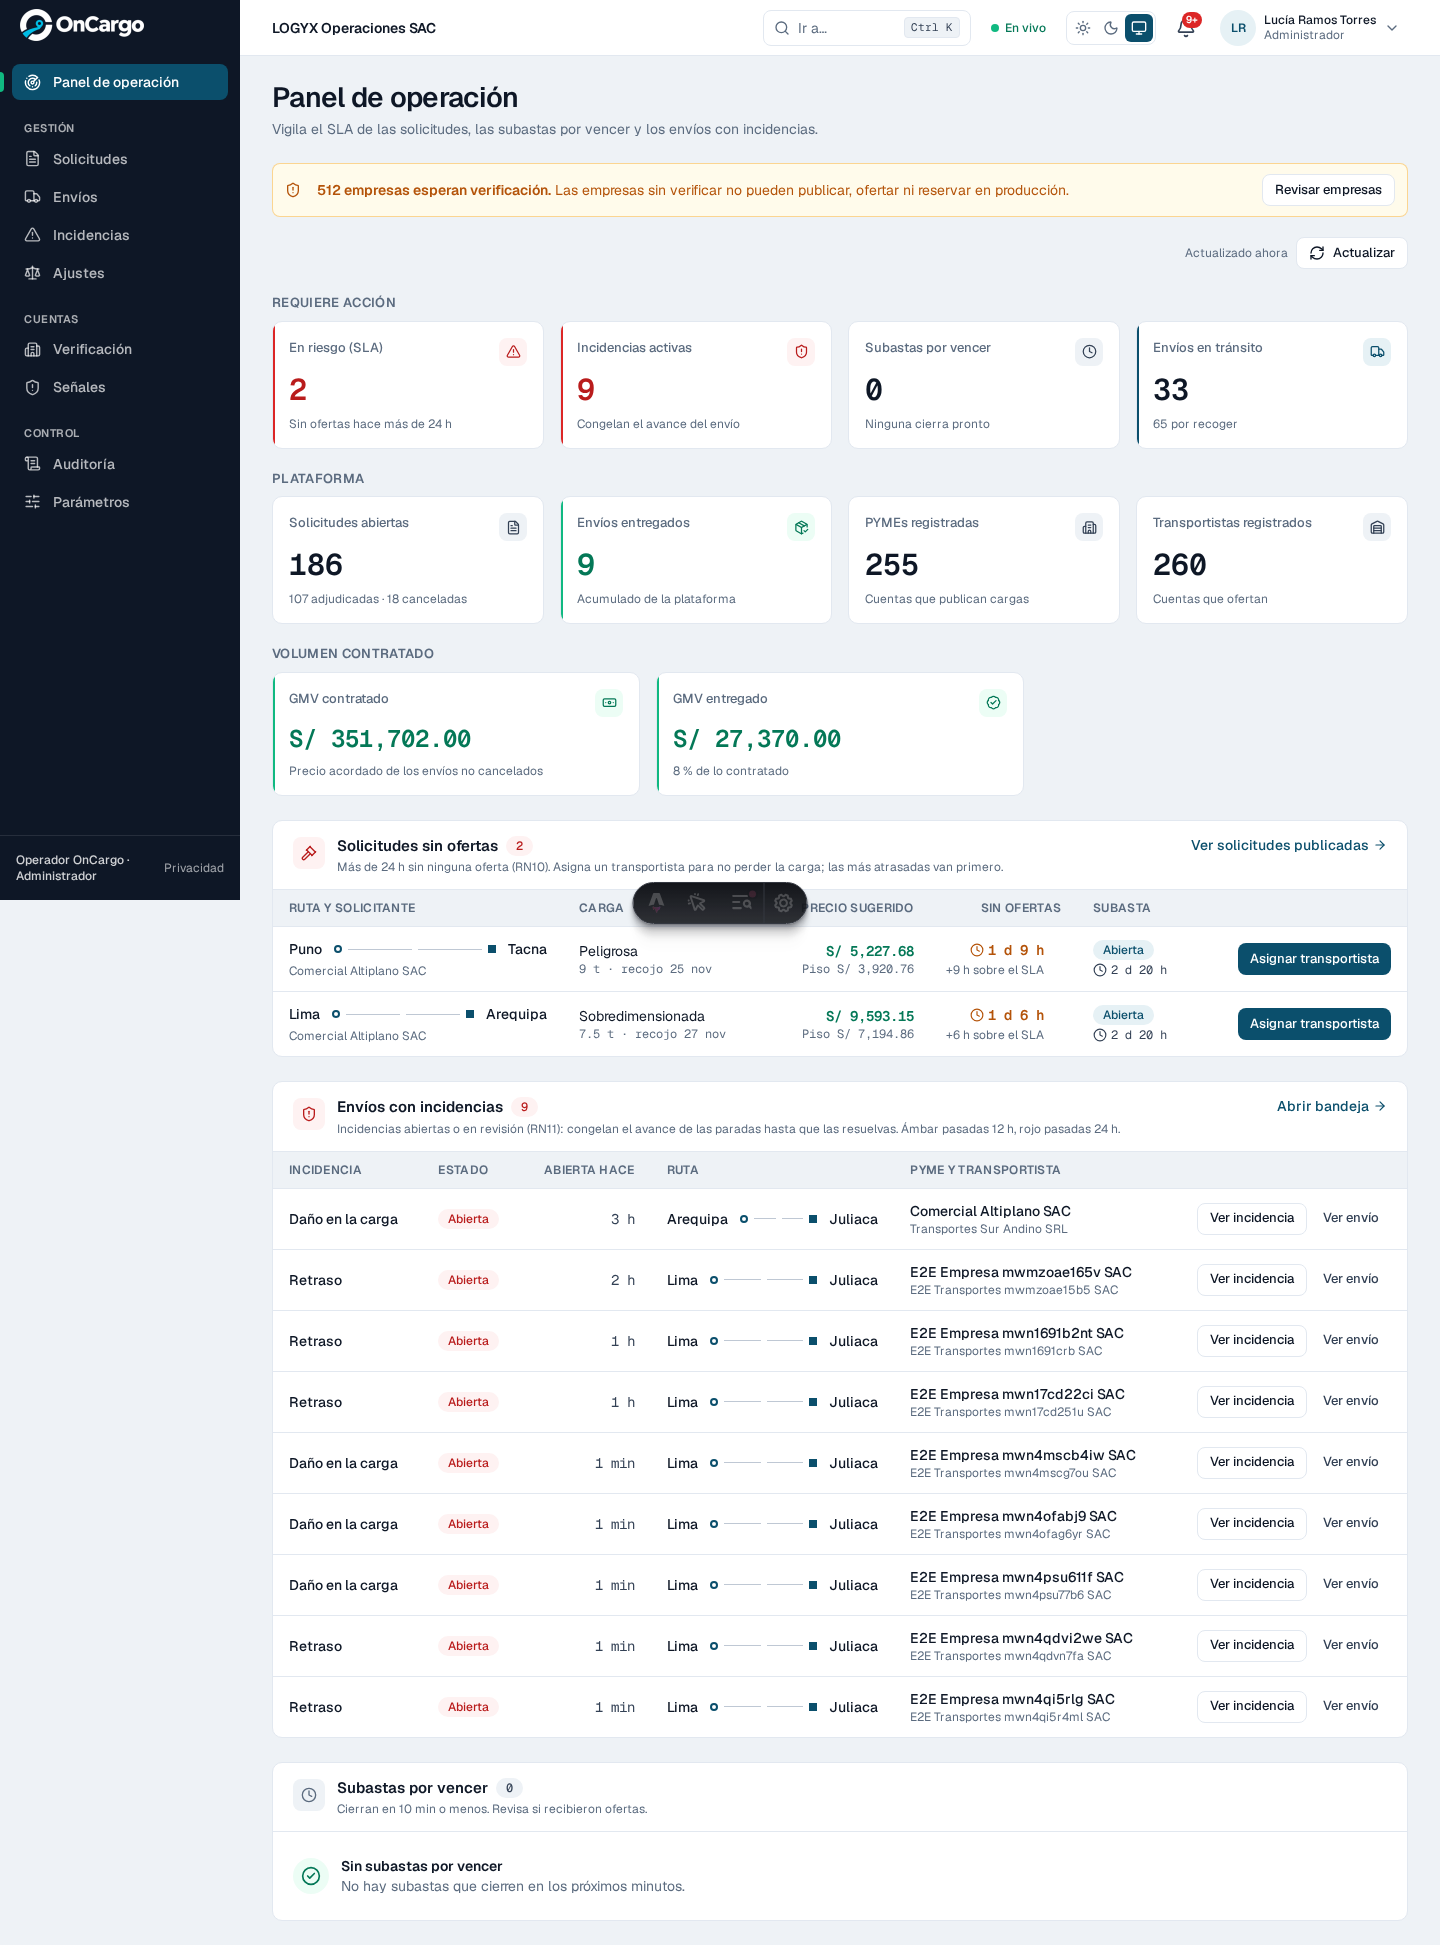 OnCargo
LOGYX Operaciones SAC
Ir a...
Ctrl K
En vivo
9+
LR
Lucía Ramos Torres
Administrador
Panel de operación
GESTIÓN
Solicitudes
Envíos
Incidencias
Ajustes
CUENTAS
Verificación
Señales
CONTROL
Auditoría
Parámetros
Operador OnCargo ·
Administrador
Privacidad
Panel de operación
Vigila el SLA de las solicitudes, las subastas por vencer y los envíos con incidencias.
512 empresas esperan verificación. Las empresas sin verificar no pueden publicar, ofertar ni reservar en producción.
Revisar empresas
Actualizado ahora
Actualizar
REQUIERE ACCIÓN
En riesgo (SLA)
2
Sin ofertas hace más de 24 h
Incidencias activas
9
Congelan el avance del envío
Subastas por vencer
0
Ninguna cierra pronto
Envíos en tránsito
33
65 por recoger
PLATAFORMA
Solicitudes abiertas
186
107 adjudicadas · 18 canceladas
Envíos entregados
9
Acumulado de la plataforma
PYMEs registradas
255
Cuentas que publican cargas
Transportistas registrados
260
Cuentas que ofertan
VOLUMEN CONTRATADO
GMV contratado
S/ 351,702.00
Precio acordado de los envíos no cancelados
GMV entregado
S/ 27,370.00
8 % de lo contratado
Solicitudes sin ofertas 2
Más de 24 h sin ninguna oferta (RN10). Asigna un transportista para no perder la carga; las más atrasadas van primero.
Ver solicitudes publicadas →
RUTA Y SOLICITANTE CARGA PRECIO SUGERIDO SIN OFERTAS SUBASTA
Puno Tacna Peligrosa S/ 5,227.68 1 d 9 h Abierta Asignar transportista
Comercial Altiplano SAC 9 t · recojo 25 nov Piso S/ 3,920.76 +9 h sobre el SLA 2 d 20 h
Lima Arequipa Sobredimensionada S/ 9,593.15 1 d 6 h Abierta Asignar transportista
Comercial Altiplano SAC 7.5 t · recojo 27 nov Piso S/ 7,194.86 +6 h sobre el SLA 2 d 20 h
Envíos con incidencias 9
Incidencias abiertas o en revisión (RN11): congelan el avance de las paradas hasta que las resuelvas. Ámbar pasadas 12 h, rojo pasadas 24 h.
Abrir bandeja →
INCIDENCIA ESTADO ABIERTA HACE RUTA PYME Y TRANSPORTISTA
Daño en la carga Abierta 3 h Arequipa Juliaca Comercial Altiplano SAC Ver incidencia Ver envío
Transportes Sur Andino SRL
Retraso Abierta 2 h Lima Juliaca E2E Empresa mwmzoae165v SAC Ver incidencia Ver envío
E2E Transportes mwmzoae15b5 SAC
Retraso Abierta 1 h Lima Juliaca E2E Empresa mwn1691b2nt SAC Ver incidencia Ver envío
E2E Transportes mwn1691crb SAC
Retraso Abierta 1 h Lima Juliaca E2E Empresa mwn17cd22ci SAC Ver incidencia Ver envío
E2E Transportes mwn17cd251u SAC
Daño en la carga Abierta 1 min Lima Juliaca E2E Empresa mwn4mscb4iw SAC Ver incidencia Ver envío
E2E Transportes mwn4mscg7ou SAC
Daño en la carga Abierta 1 min Lima Juliaca E2E Empresa mwn4ofabj9 SAC Ver incidencia Ver envío
E2E Transportes mwn4ofag6yr SAC
Daño en la carga Abierta 1 min Lima Juliaca E2E Empresa mwn4psu611f SAC Ver incidencia Ver envío
E2E Transportes mwn4psu77b6 SAC
Retraso Abierta 1 min Lima Juliaca E2E Empresa mwn4qdvi2we SAC Ver incidencia Ver envío
E2E Transportes mwn4qdvn7fa SAC
Retraso Abierta 1 min Lima Juliaca E2E Empresa mwn4qi5rlg SAC Ver incidencia Ver envío
E2E Transportes mwn4qi5r4ml SAC
Subastas por vencer 0
Cierran en 10 min o menos. Revisa si recibieron ofertas.
Sin subastas por vencer
No hay subastas que cierren en los próximos minutos.